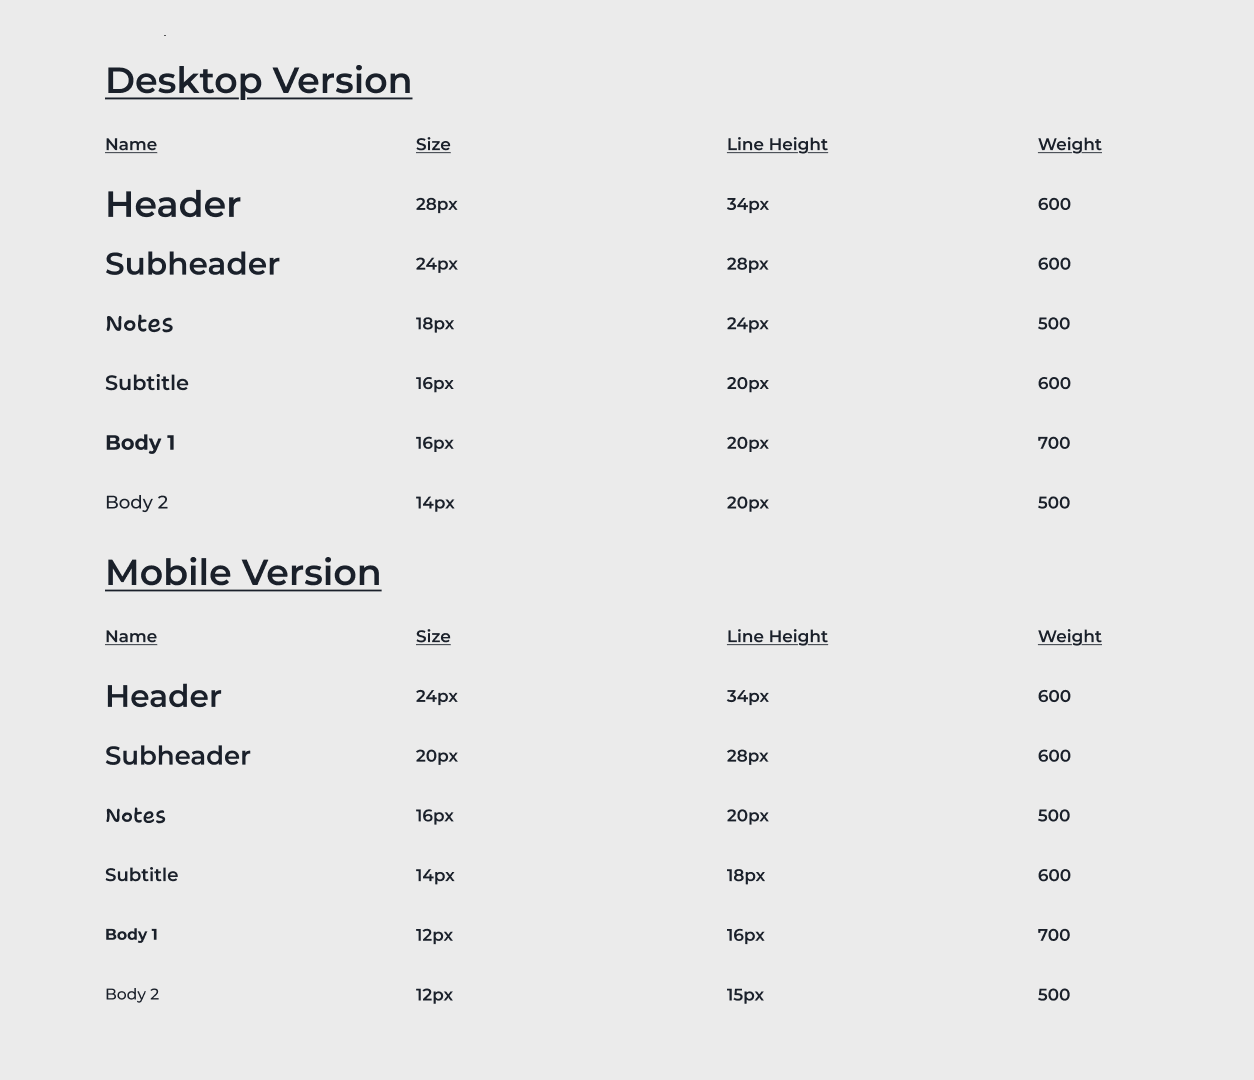 Desktop Version
Name Size Line Height Weight
Header 28px 34px 600
Subheader 24px 28px 600
Notes 18px 24px 500
Subtitle 16px 20px 600
Body 1 16px 20px 700
Body 2 14px 20px 500
Mobile Version
Name Size Line Height Weight
Header 24px 34px 600
Subheader 20px 28px 600
Notes 16px 20px 500
Subtitle 14px 18px 600
Body 1 12px 16px 700
Body 2 12px 15px 500